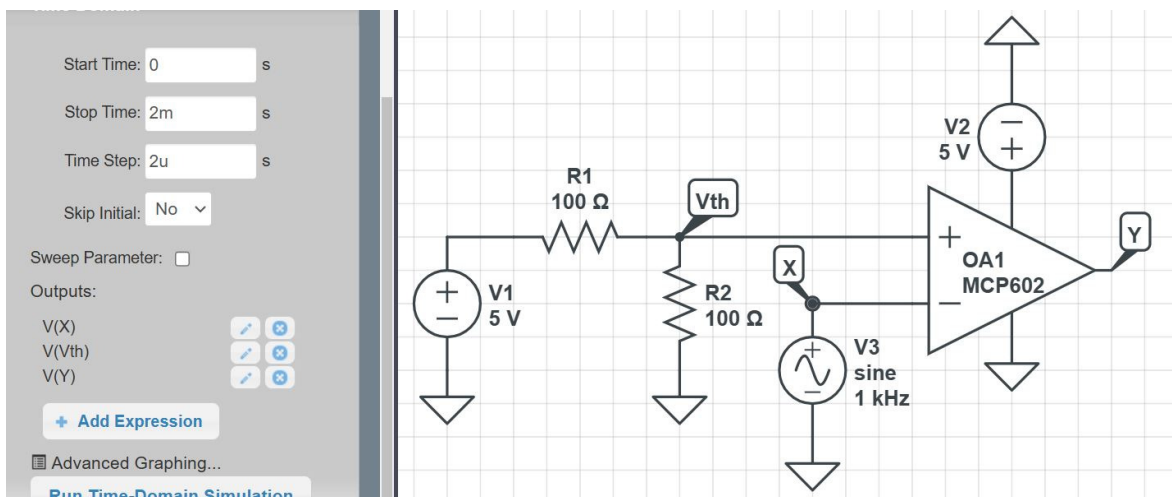 Start Time: 0 s
Stop Time: 2m s
Time Step: 2u s
Skip Initial: No
Sweep Parameter:
Outputs:
V(X)
V(Vth)
V(Y)
+ Add Expression
Advanced Graphing...
Run Time-Domain Simulation
R1
100 Ω
Vth
+
−
V1
5 V
R2
100 Ω
X
+
−
V3
sine
1 kHz
V2
5 V
−
+
+
−
OA1
MCP602
Y